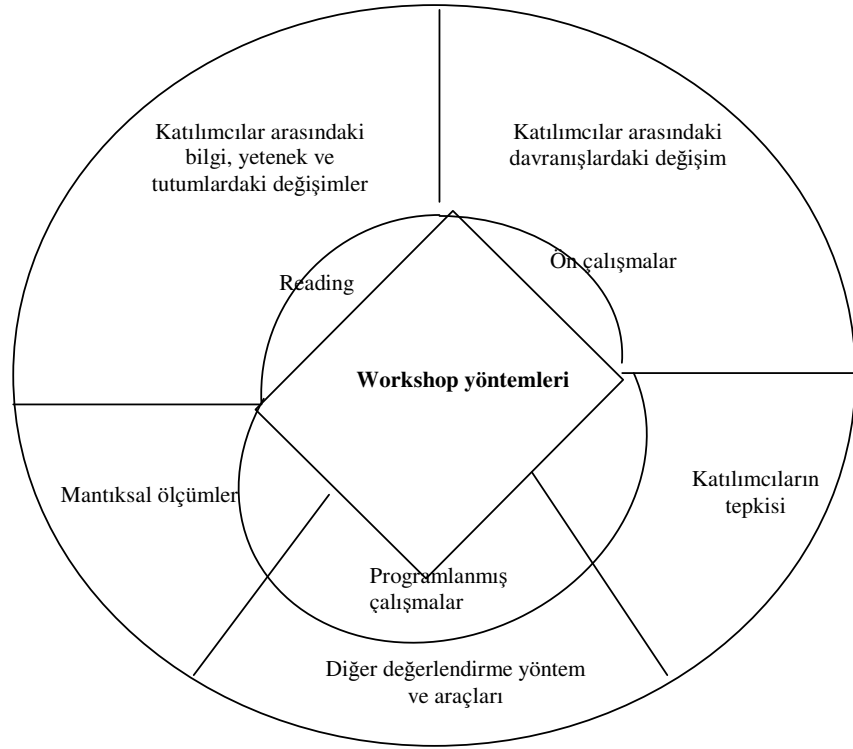 Katılımcılar arasındaki
bilgi, yetenek ve
tutumlardaki değişimler
Katılımcılar arasındaki
davranışlardaki değişim
Ön çalışmalar
Reading
Workshop yöntemleri
Mantıksal ölçümler
Katılımcıların
tepkisi
Programlanmış
çalışmalar
Diğer değerlendirme yöntem
ve araçları